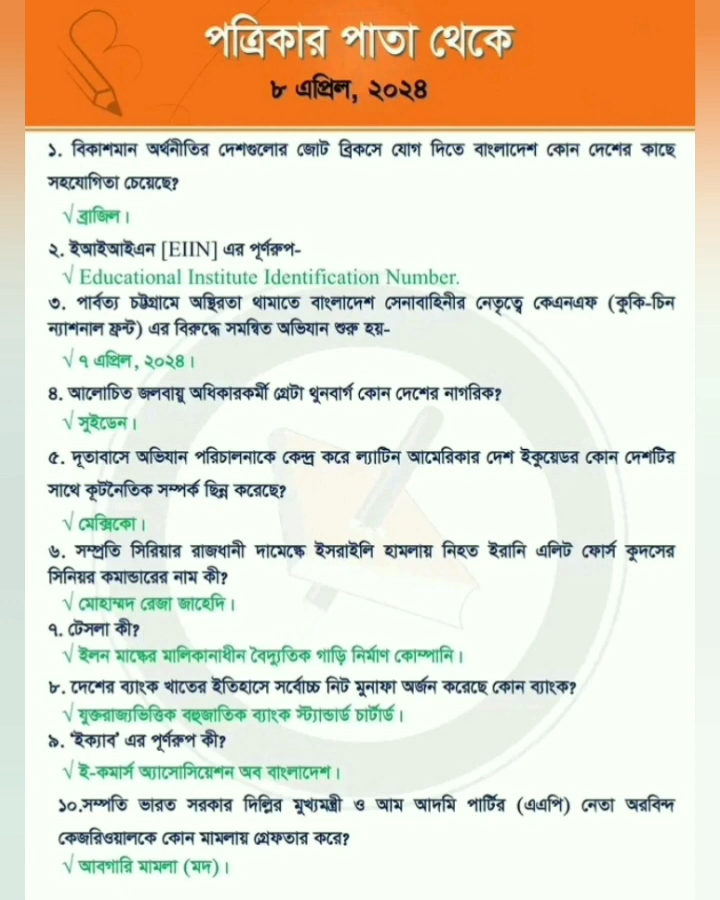 পত্রিকার পাতা থেকে
৮ এপ্রিল, ২০২৪
১. বিকাশমান অর্থনীতির দেশগুলোর জোট ব্রিকসে যোগ দিতে বাংলাদেশ কোন দেশের কাছে
সহযোগিতা চেয়েছে?
√ ব্রাজিল।
২. ইআইআইএন [EIIN] এর পূর্ণরুপ-
√ Educational Institute Identification Number.
৩. পার্বত্য চট্টগ্রামে অস্থিরতা থামাতে বাংলাদেশ সেনাবাহিনীর নেতৃত্বে কেএনএফ (কুকি-চিন
ন্যাশনাল ফ্রন্ট) এর বিরুদ্ধে সমন্বিত অভিযান শুরু হয়-
√ ৭ এপ্রিল, ২০২৪।
৪. আলোচিত জলবায়ু অধিকারকর্মী গ্রেটা থুনবার্গ কোন দেশের নাগরিক?
√ সুইডেন।
৫. দূতাবাসে অভিযান পরিচালনাকে কেন্দ্র করে ল্যাটিন আমেরিকার দেশ ইকুয়েডর কোন দেশটির
সাথে কূটনৈতিক সম্পর্ক ছিন্ন করেছে?
√ মেক্সিকো।
৬. সম্প্রতি সিরিয়ার রাজধানী দামেস্কে ইসরাইলি হামলায় নিহত ইরানি এলিট ফোর্স কুদসের
সিনিয়র কমান্ডারের নাম কী?
√ মোহাম্মদ রেজা জাহেদি।
৭. টেসলা কী?
√ ইলন মাস্কের মালিকানাধীন বৈদ্যুতিক গাড়ি নির্মাণ কোম্পানি।
৮. দেশের ব্যাংক খাতের ইতিহাসে সর্বোচ্চ নিট মুনাফা অর্জন করেছে কোন ব্যাংক?
√ যুক্তরাজ্যভিত্তিক বহুজাতিক ব্যাংক স্ট্যান্ডার্ড চার্টার্ড।
৯. 'ইক্যাব' এর পূর্ণরুপ কী?
√ ই-কমার্স অ্যাসোসিয়েশন অব বাংলাদেশ।
১০.সম্পতি ভারত সরকার দিল্লির মুখ্যমন্ত্রী ও আম আদমি পার্টির (এএপি) নেতা অরবিন্দ
কেজরিওয়ালকে কোন মামলায় গ্রেফতার করে?
√ আবগারি মামলা (মদ)।